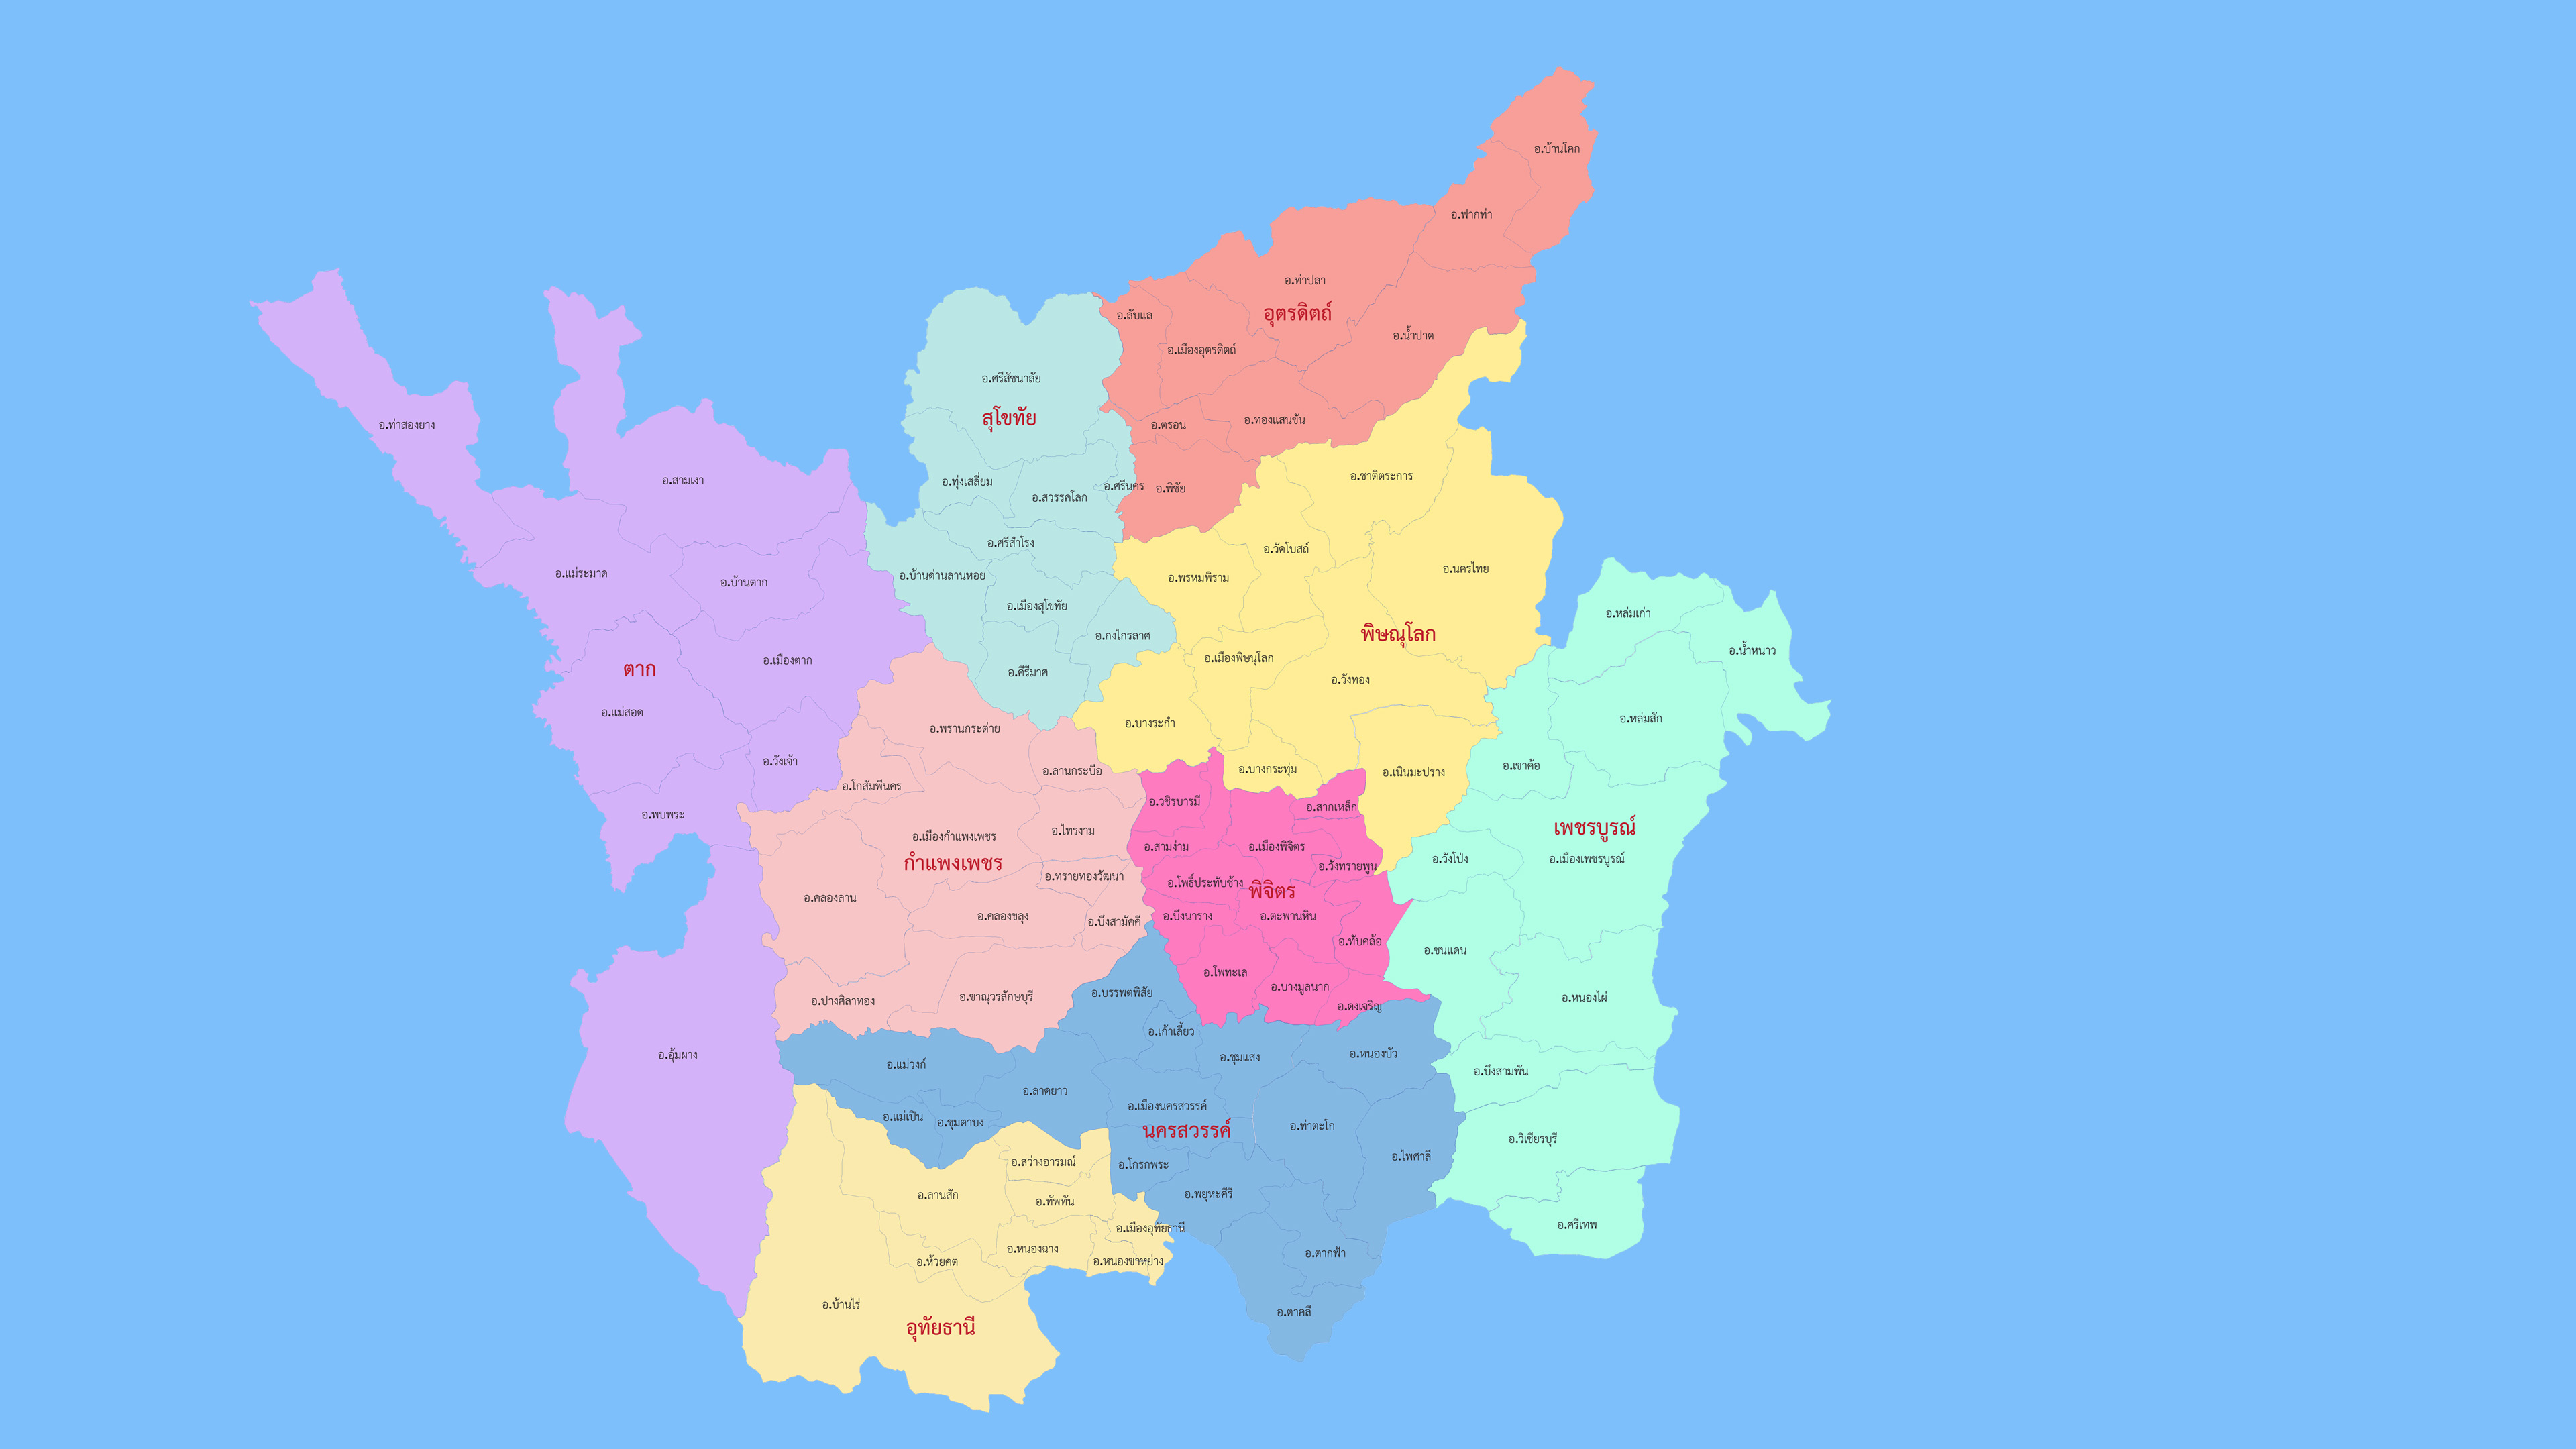 อ.บ้านโคก
อ.ฟากท่า
อ.ท่าปลา
อุตรดิตถ์
อ.ลับแล
อ.น้ำปาด
อ.เมืองอุตรดิตถ์
อ.ตรอน
อ.ทองแสนขัน
อ.พิชัย
อ.ศรีสัชนาลัย
สุโขทัย
อ.ทุ่งเสลี่ยม
อ.สวรรคโลก
อ.ศรีนคร
อ.ศรีสำโรง
อ.บ้านด่านลานหอย
อ.เมืองสุโขทัย
อ.กงไกรลาศ
อ.คีรีมาศ
อ.ท่าสองยาง
อ.สามเงา
อ.แม่ระมาด
อ.บ้านตาก
อ.เมืองตาก
ตาก
อ.แม่สอด
อ.วังเจ้า
อ.พบพระ
อ.อุ้มผาง
อ.ชาติตระการ
อ.วัดโบสถ์
อ.นครไทย
อ.พรหมพิราม
พิษณุโลก
อ.เมืองพิษนุโลก
อ.วังทอง
อ.บางระกำ
อ.บางกระทุ่ม
อ.เนินมะปราง
อ.หล่มเก่า
อ.น้ำหนาว
อ.หล่มสัก
อ.เขาค้อ
เพชรบูรณ์
อ.วังโป่ง
อ.เมืองเพชรบูรณ์
อ.ชนแดน
อ.หนองไผ่
อ.บึงสามพัน
อ.วิเชียรบุรี
อ.ศรีเทพ
อ.พรานกระต่าย
อ.ลานกระบือ
อ.โกสัมพีนคร
อ.ไทรงาม
อ.เมืองกำแพงเพชร
กำแพงเพชร
อ.ทรายทองวัฒนา
อ.คลองลาน
อ.คลองขลุง
อ.บึงสามัคคี
อ.ปางศิลาทอง
อ.ขาณุวรลักษบุรี
อ.วชิรบารมี
อ.สากเหล็ก
อ.สามง่าม
อ.เมืองพิจิตร
อ.วังทรายพูน
อ.โพธิ์ประทับช้าง
พิจิตร
อ.บึงนาราง
อ.ตะพานหิน
อ.ทับคล้อ
อ.โพทะเล
อ.บางมูลนาก
อ.ดงเจริญ
อ.บรรพตพิสัย
อ.เก้าเลี้ยว
อ.ชุมแสง
อ.หนองบัว
อ.แม่วงก์
อ.ลาดยาว
อ.แม่เปิน
อ.ชุมตาบง
อ.เมืองนครสวรรค์
นครสวรรค์
อ.ท่าตะโก
อ.ไพศาลี
อ.โกรกพระ
อ.พยุหะคีรี
อ.ตากฟ้า
อ.ตาคลี
อ.สว่างอารมณ์
อ.ลานสัก
อ.ทัพทัน
อ.เมืองอุทัยธานี
อ.หนองฉาง
อ.ห้วยคต
อ.หนองขาหย่าง
อ.บ้านไร่
อุทัยธานี